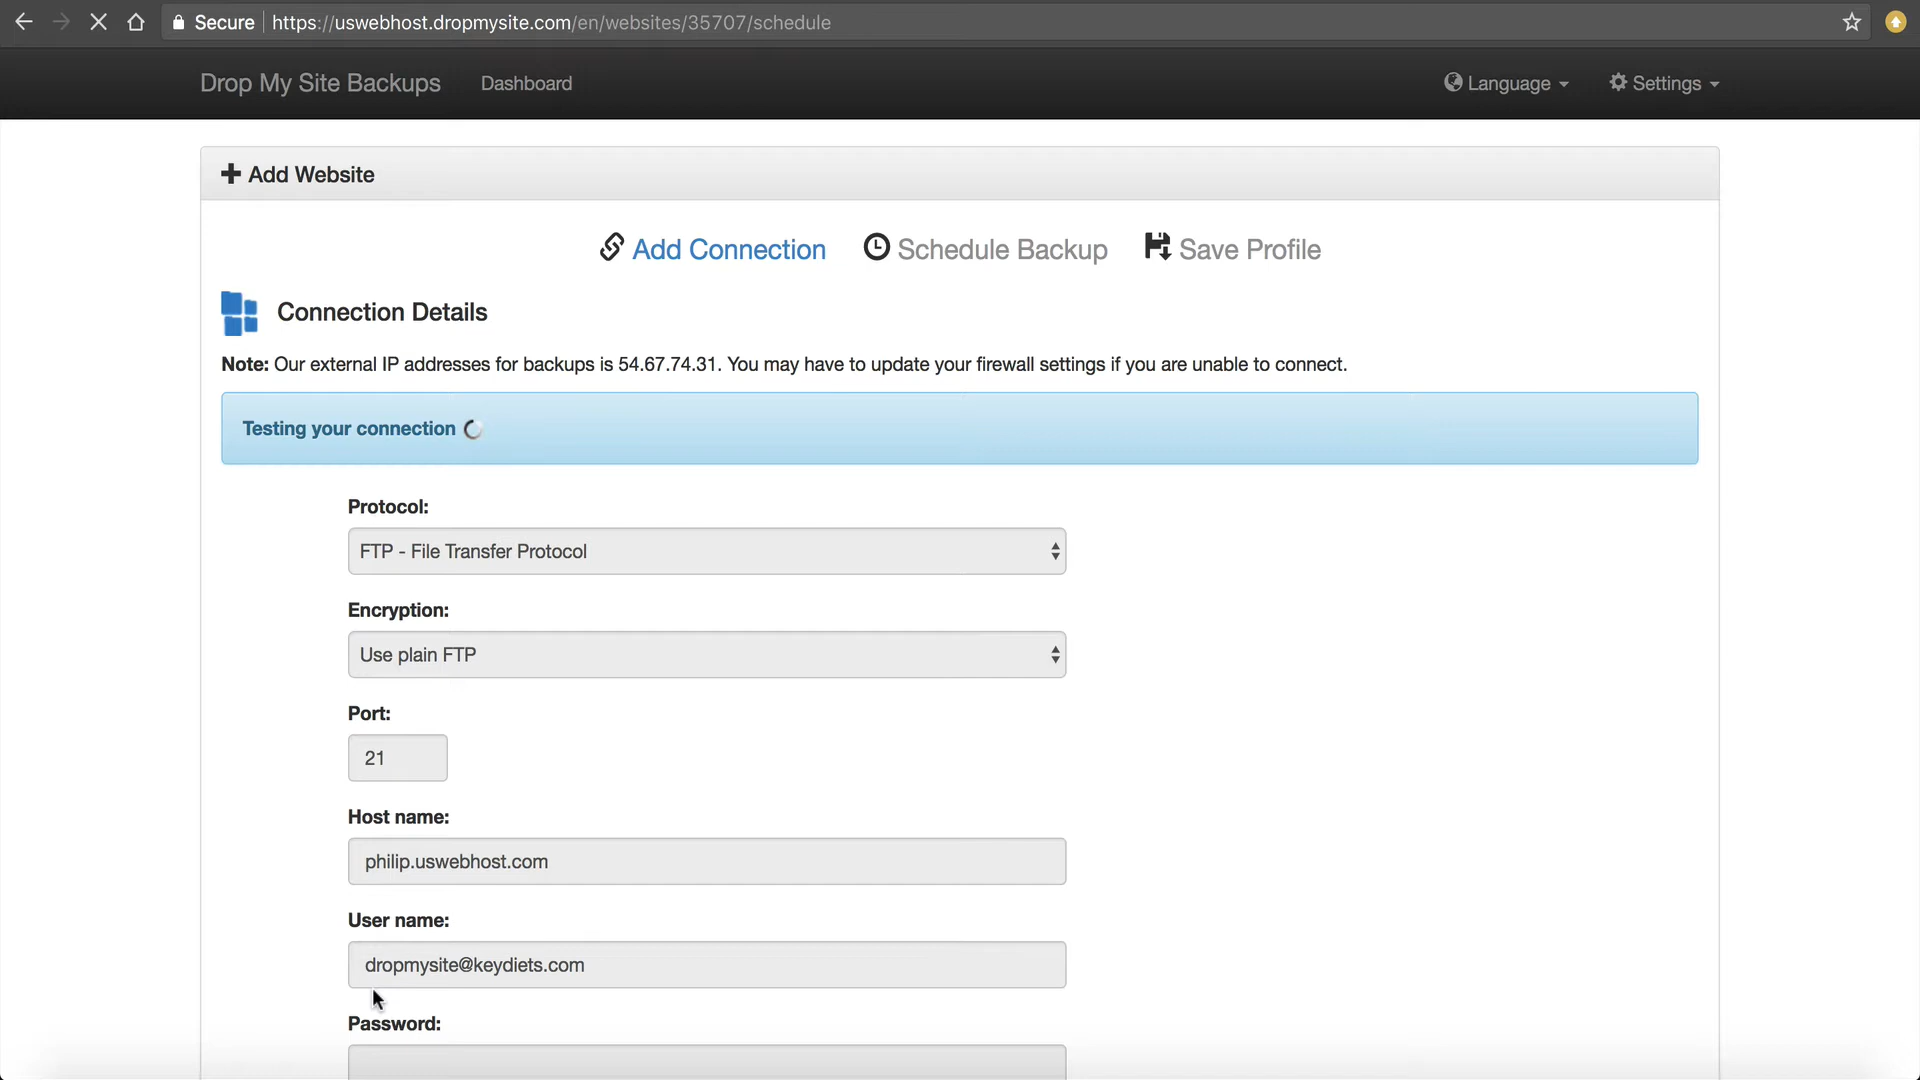 Secure https://uswebhost.dropmysite.com/en/websites/35707/schedule
Drop My Site Backups Dashboard Language Settings
Add Website
Add Connection Schedule Backup Save Profile
Connection Details
Note: Our external IP addresses for backups is 54.67.74.31. You may have to update your firewall settings if you are unable to connect.
Testing your connection
Protocol:
FTP - File Transfer Protocol
Encryption:
Use plain FTP
Port:
21
Host name:
philip.uswebhost.com
User name:
dropmysite@keydiets.com
Password: